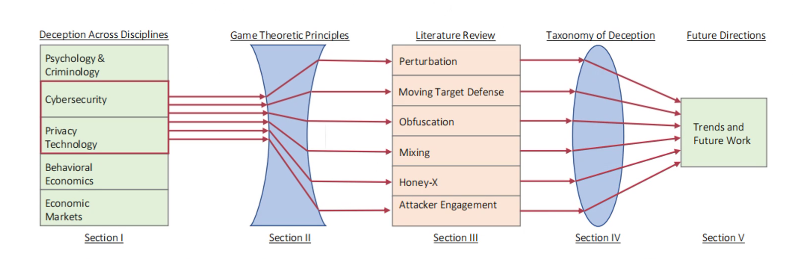 Deception Across Disciplines
Game Theoretic Principles
Literature Review
Taxonomy of Deception
Future Directions
Psychology &
Criminology
Cybersecurity
Privacy
Technology
Behavioral
Economics
Economic
Markets
Perturbation
Moving Target Defense
Obfuscation
Mixing
Honey-X
Attacker Engagement
Trends and
Future Work
Section I
Section II
Section III
Section IV
Section V